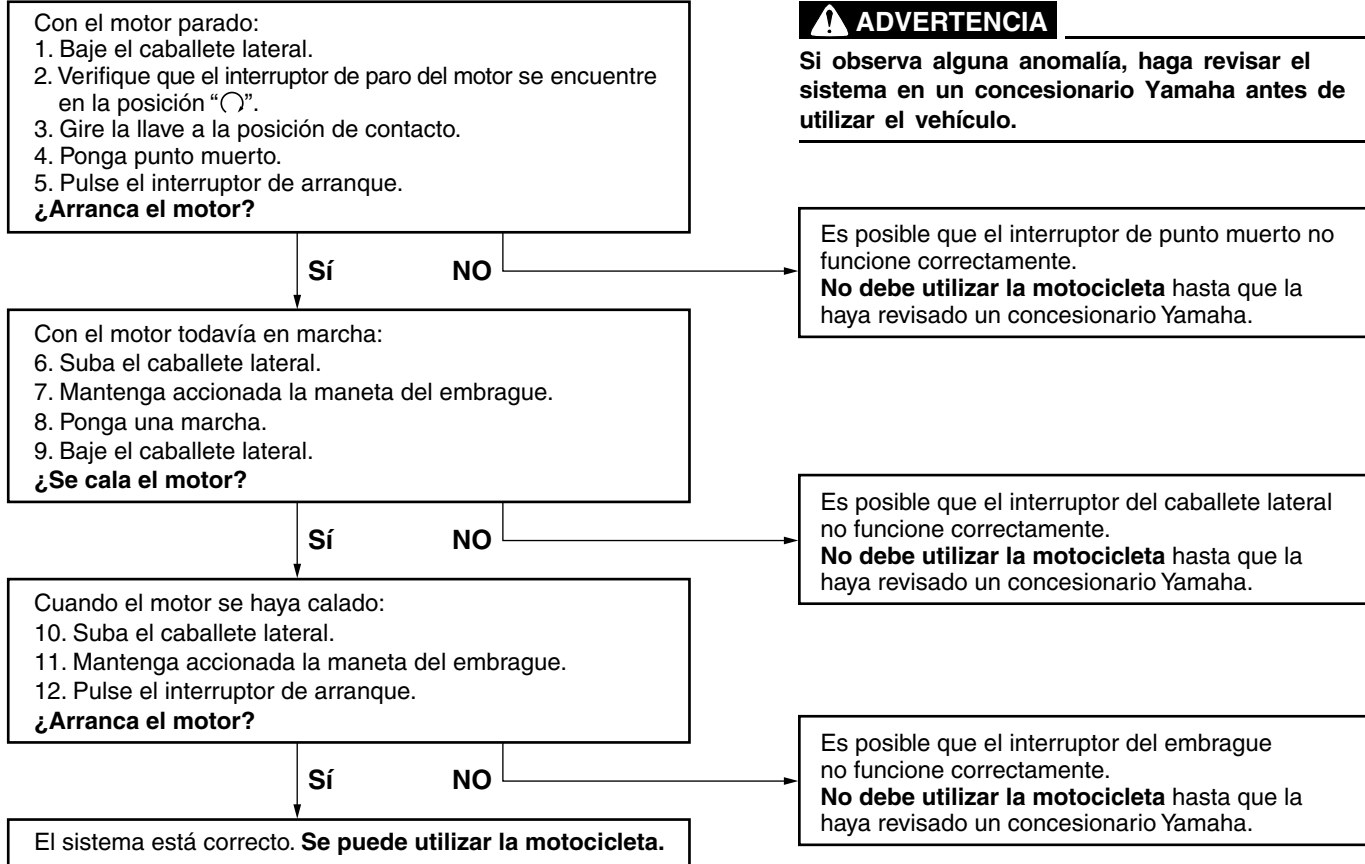 Con el motor parado:
1. Baje el caballete lateral.
2. Verifique que el interruptor de paro del motor se encuentre
en la posición “”.
3. Gire la llave a la posición de contacto.
4. Ponga punto muerto.
5. Pulse el interruptor de arranque.
¿Arranca el motor?
ADVERTENCIA
Si observa alguna anomalía, haga revisar el
sistema en un concesionario Yamaha antes de
utilizar el vehículo.
Sí
NO
Es posible que el interruptor de punto muerto no
funcione correctamente.
No debe utilizar la motocicleta hasta que la
haya revisado un concesionario Yamaha.
Con el motor todavía en marcha:
6. Suba el caballete lateral.
7. Mantenga accionada la maneta del embrague.
8. Ponga una marcha.
9. Baje el caballete lateral.
¿Se cala el motor?
Sí
NO
Es posible que el interruptor del caballete lateral
no funcione correctamente.
No debe utilizar la motocicleta hasta que la
haya revisado un concesionario Yamaha.
Cuando el motor se haya calado:
10. Suba el caballete lateral.
11. Mantenga accionada la maneta del embrague.
12. Pulse el interruptor de arranque.
¿Arranca el motor?
Sí
NO
Es posible que el interruptor del embrague
no funcione correctamente.
No debe utilizar la motocicleta hasta que la
haya revisado un concesionario Yamaha.
El sistema está correcto. Se puede utilizar la motocicleta.